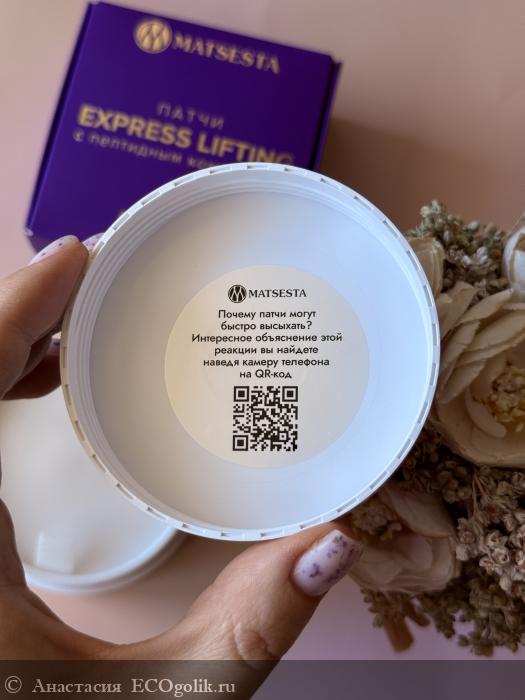 MATSESTA
ПАТЧИ
EXPRESS LIFTING
с пептидным
MATSESTA
Почему патчи могут
быстро высыхать?
Интересное объяснение этой
реакции вы найдете
наведя камеру телефона
на QR-код
© Анастасия ECOgolik.ru